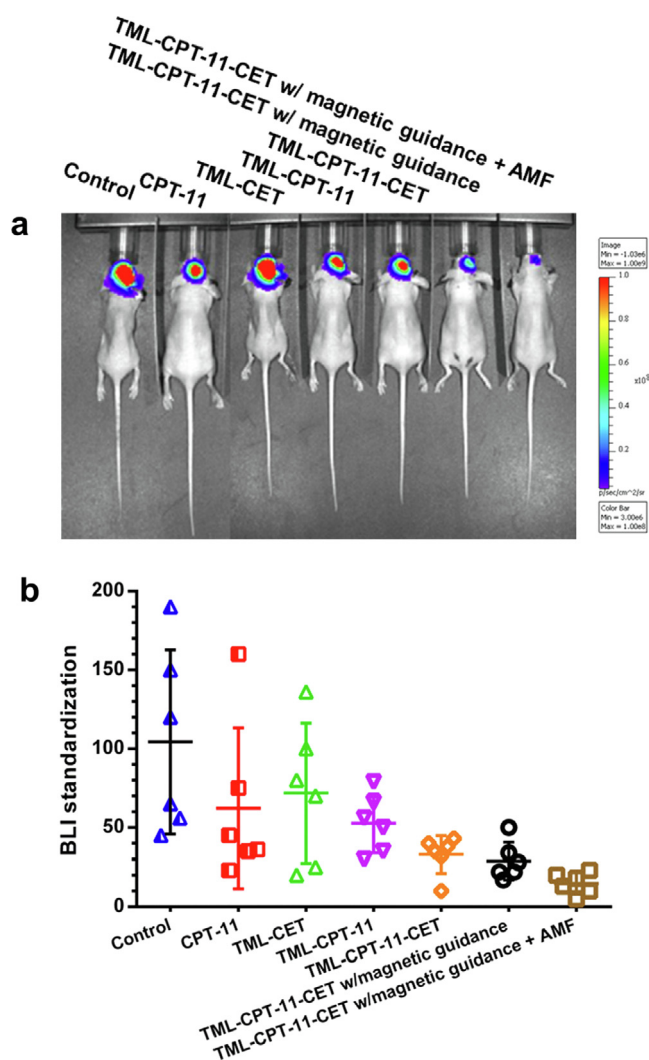 TML-CPT-11-CET w/ magnetic guidance + AMF
TML-CPT-11-CET w/ magnetic guidance
TML-CPT-11-CET
TML-CPT-11
TML-CET
CPT-11
Control
a
Image
Min = -1.03e6
Max = 1.00e9
1.0
0.8
0.6
0.4
0.2
p/sec/cm^2/sr
Color Bar
Min = 3.00e6
Max = 1.00e8
b
BLI standardization
200
150
100
50
0
Control
CPT-11
TML-CET
TML-CPT-11
TML-CPT-11-CET
TML-CPT-11-CET w/magnetic guidance
TML-CPT-11-CET w/magnetic guidance + AMF